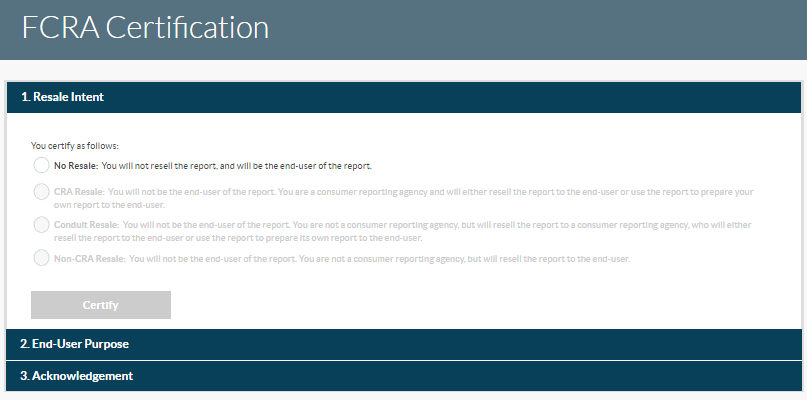 FCRA Certification
1. Resale Intent
You certify as follows:
No Resale: You will not resell the report, and will be the end-user of the report.
CRA Resale: You will not be the end-user of the report. You are a consumer reporting agency and will either resell the report to the end-user or use the report to prepare your
own report to the end-user.
Conduit Resale: You will not be the end-user of the report. You are not a consumer reporting agency, but will resell the report to a consumer reporting agency, who will either
resell the report to the end-user or use the report to prepare its own report to the end-user.
Non-CRA Resale: You will not be the end-user of the report. You are not a consumer reporting agency, but will resell the report to the end-user.
Certify
2. End-User Purpose
3. Acknowledgement